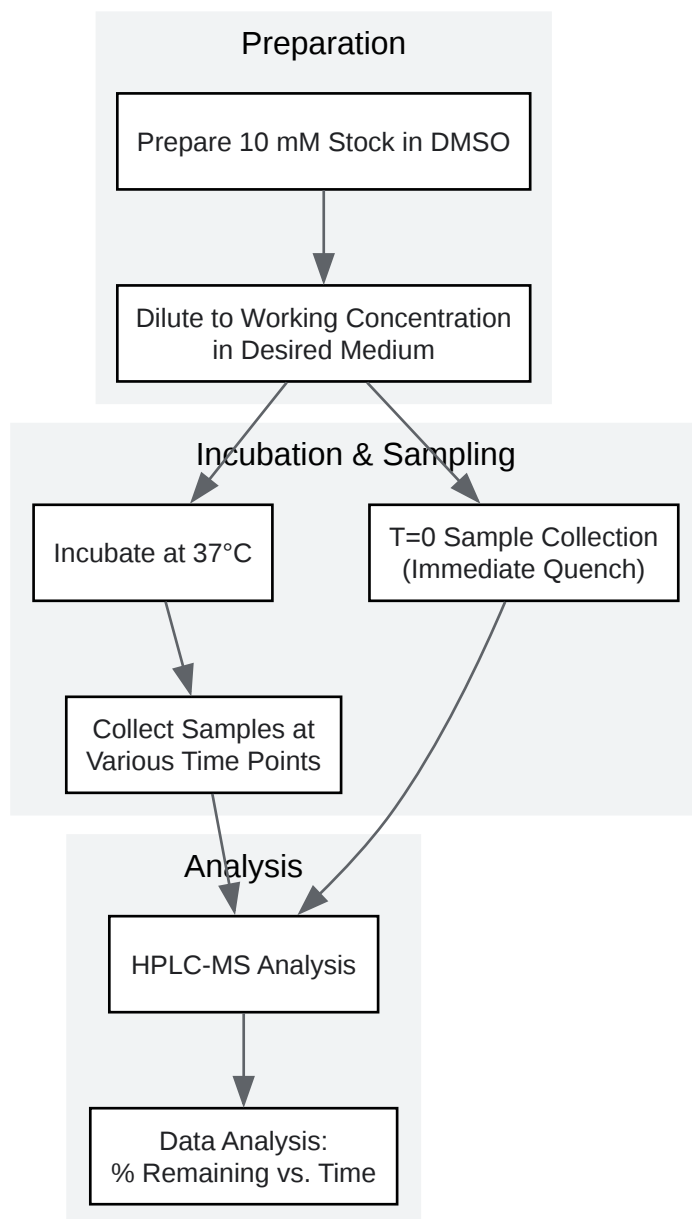 Preparation
Prepare 10 mM Stock in DMSO
Dilute to Working Concentration
in Desired Medium
Incubation & Sampling
Incubate at 37°C
T=0 Sample Collection
(Immediate Quench)
Collect Samples at
Various Time Points
Analysis
HPLC-MS Analysis
Data Analysis:
% Remaining vs. Time